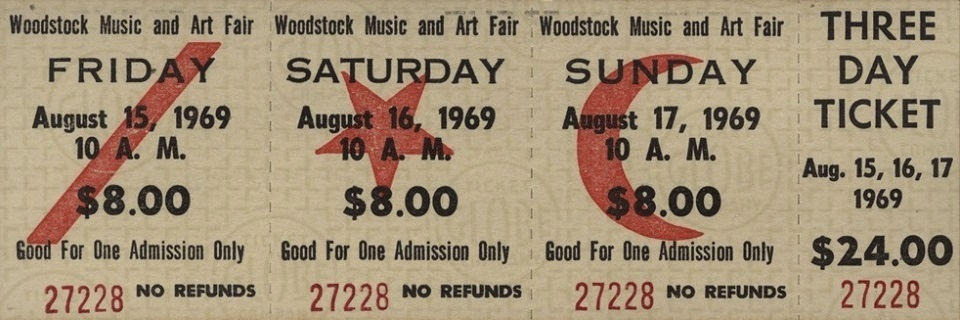 Woodstock Music and Art Fair
FRIDAY
August 15, 1969
10 A. M.
$8.00
Good For One Admission Only
27228 NO REFUNDS
Woodstock Music and Art Fair
SATURDAY
August 16, 1969
10 A. M.
$8.00
Good For One Admission Only
27228 NO REFUNDS
Woodstock Music and Art Fair
SUNDAY
August 17, 1969
10 A. M.
$8.00
Good For One Admission Only
27228 NO REFUNDS
THREE
DAY
TICKET
Aug. 15, 16, 17
1969
$24.00
27228